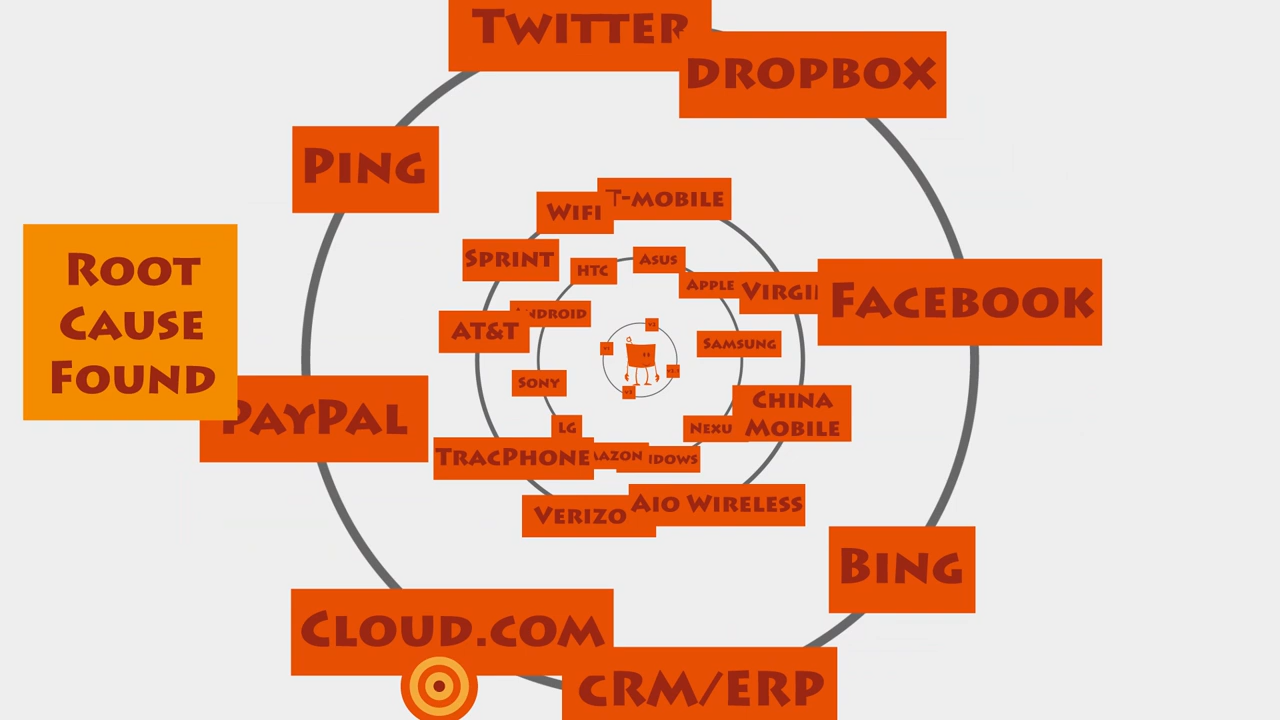 Twitter
Dropbox
Ping
T-Mobile
Wifi
Sprint
HTC
Asus
Apple
Root
Cause
Found
Facebook
AT&T
Samsung
Sony
China
Mobile
PayPal
LG
TracPhone
Aio Wireless
Bing
Cloud.com
CRM/ERP